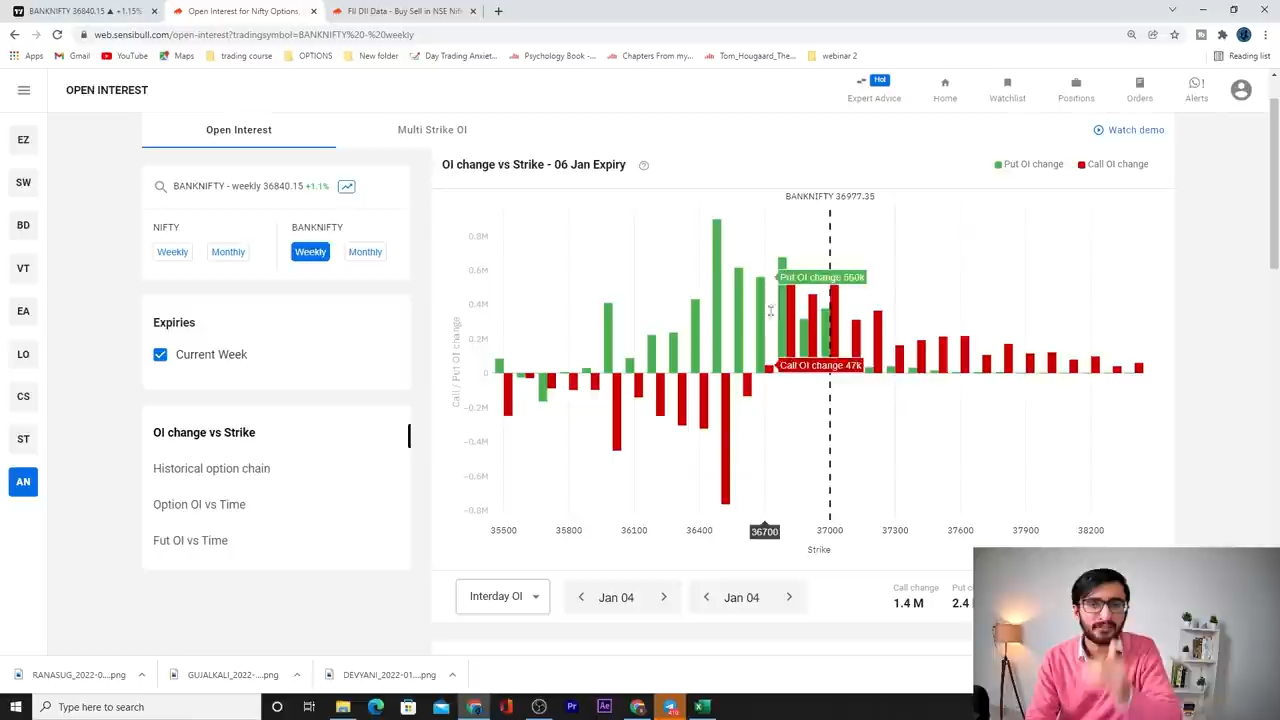 BANKNIFTY 36840.15 ▲ +1.15%
Open Interest for Nifty Options,
FII DII Data - Buy Sell in NSE Nif
web.sensibull.com/open-interest?tradingsymbol=BANKNIFTY%20-%20weekly
Gmail
YouTube
Maps
trading course
OPTIONS
New folder
Day Trading Anxiet...
Psychology Book -...
Chapters From my...
Tom_Hougaard_The...
webinar 2
Reading list
OPEN INTEREST
Hot
Expert Advice
Home
Watchlist
Positions
Orders
Alerts
EZ
SW
BD
VT
EA
LO
CS
ST
AN
Open Interest
Multi Strike OI
Watch demo
BANKNIFTY - weekly 36840.15 +1.1%
NIFTY
BANKNIFTY
Weekly
Monthly
Weekly
Monthly
Expiries
Current Week
OI change vs Strike
Historical option chain
Option OI vs Time
Fut OI vs Time
OI change vs Strike - 06 Jan Expiry
Put OI change
Call OI change
BANKNIFTY 36977.35
0.8M
0.6M
0.4M
0.2M
0
-0.2M
-0.4M
-0.6M
-0.8M
Call / Put OI change
Put OI change 560k
Call OI change 47k
35500
35800
36100
36400
36700
37000
37300
37600
37900
38200
Strike
Interday OI
Jan 04
Jan 04
Call change
1.4 M
Put c
2.4
RANASUG_2022-0....png
GUJALKALI_2022-....png
DEVYANI_2022-01....png
Type here to search